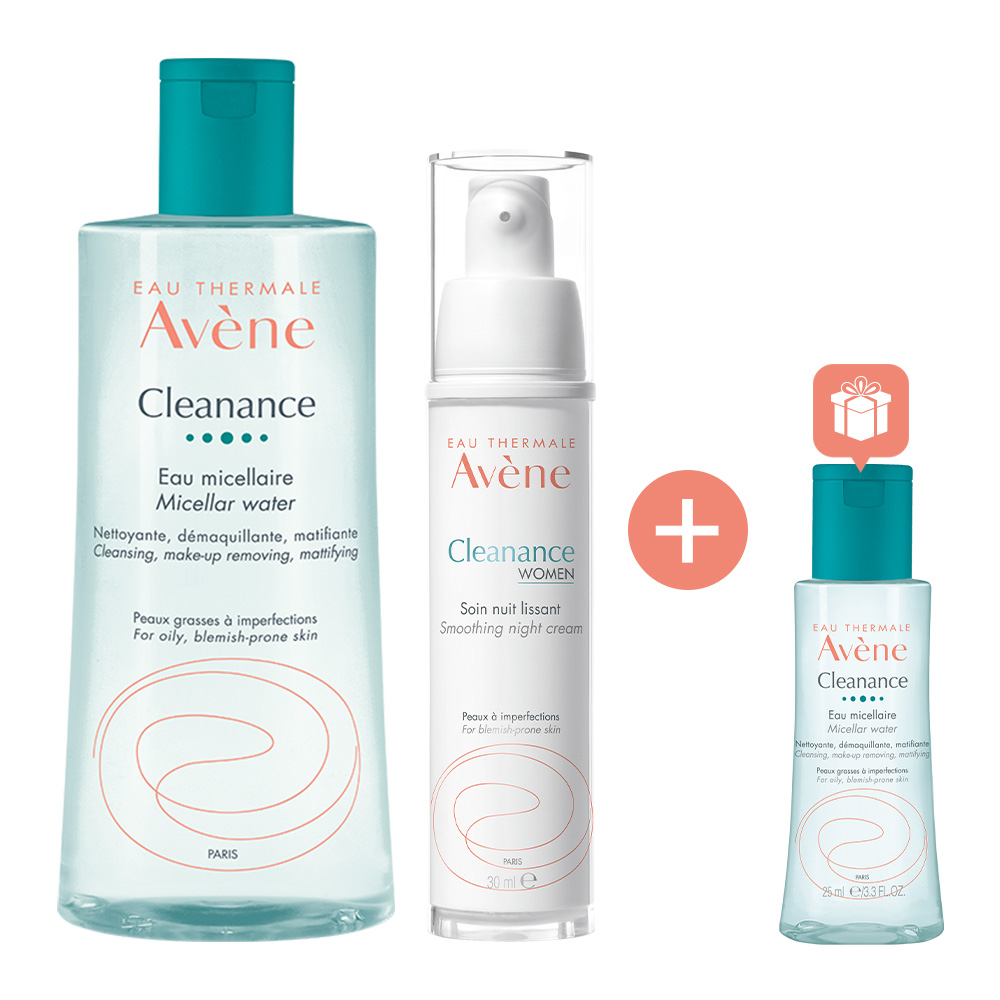 EAU THERMALE
Avène
Cleanance
Eau micellaire
Micellar water
Nettoyante, démaquillante, matifiante
Cleansing, make-up removing, mattifying
Peaux grasses à imperfections
For oily, blemish-prone skin
PARIS
EAU THERMALE
Avène
Cleanance
WOMEN
Soin nuit lissant
Smoothing night cream
Peaux à imperfections
For blemish-prone skin
PARIS
30 ml ℮
+
EAU THERMALE
Avène
Cleanance
Eau micellaire
Micellar water
Nettoyante, démaquillante, matifiante
Cleansing, make-up removing, mattifying
Peaux grasses à imperfections
For oily, blemish-prone skin
PARIS
25 ml ℮/3.3 FL.OZ.